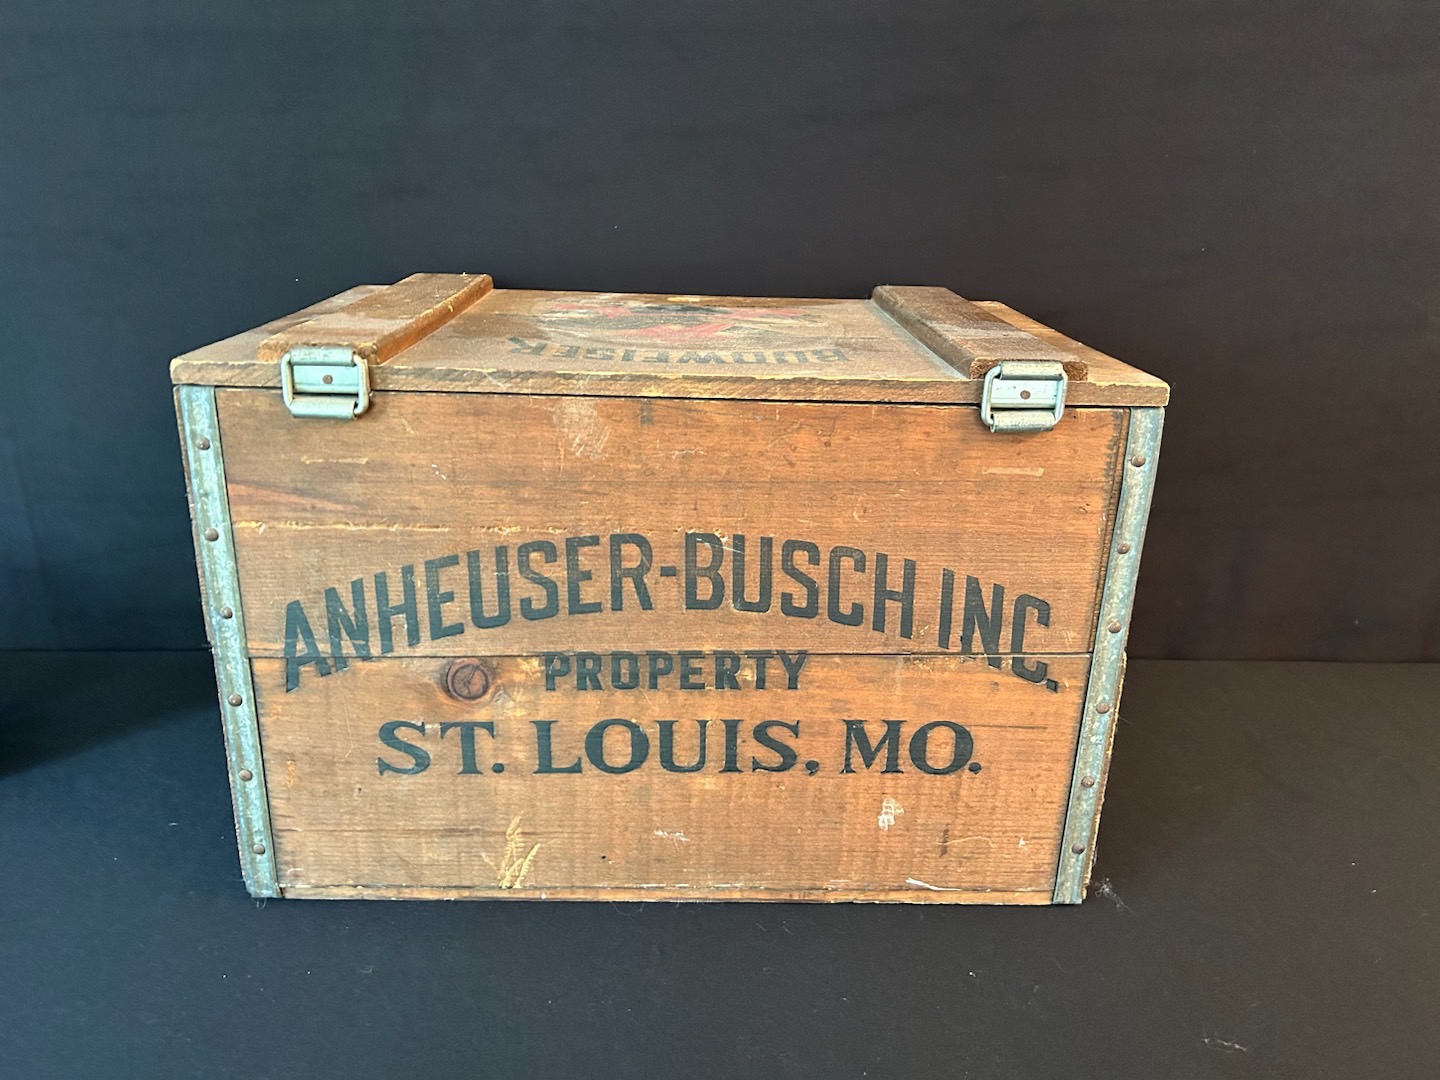 BUDWEISER
ANHEUSER-BUSCH INC.
PROPERTY
ST. LOUIS, MO.